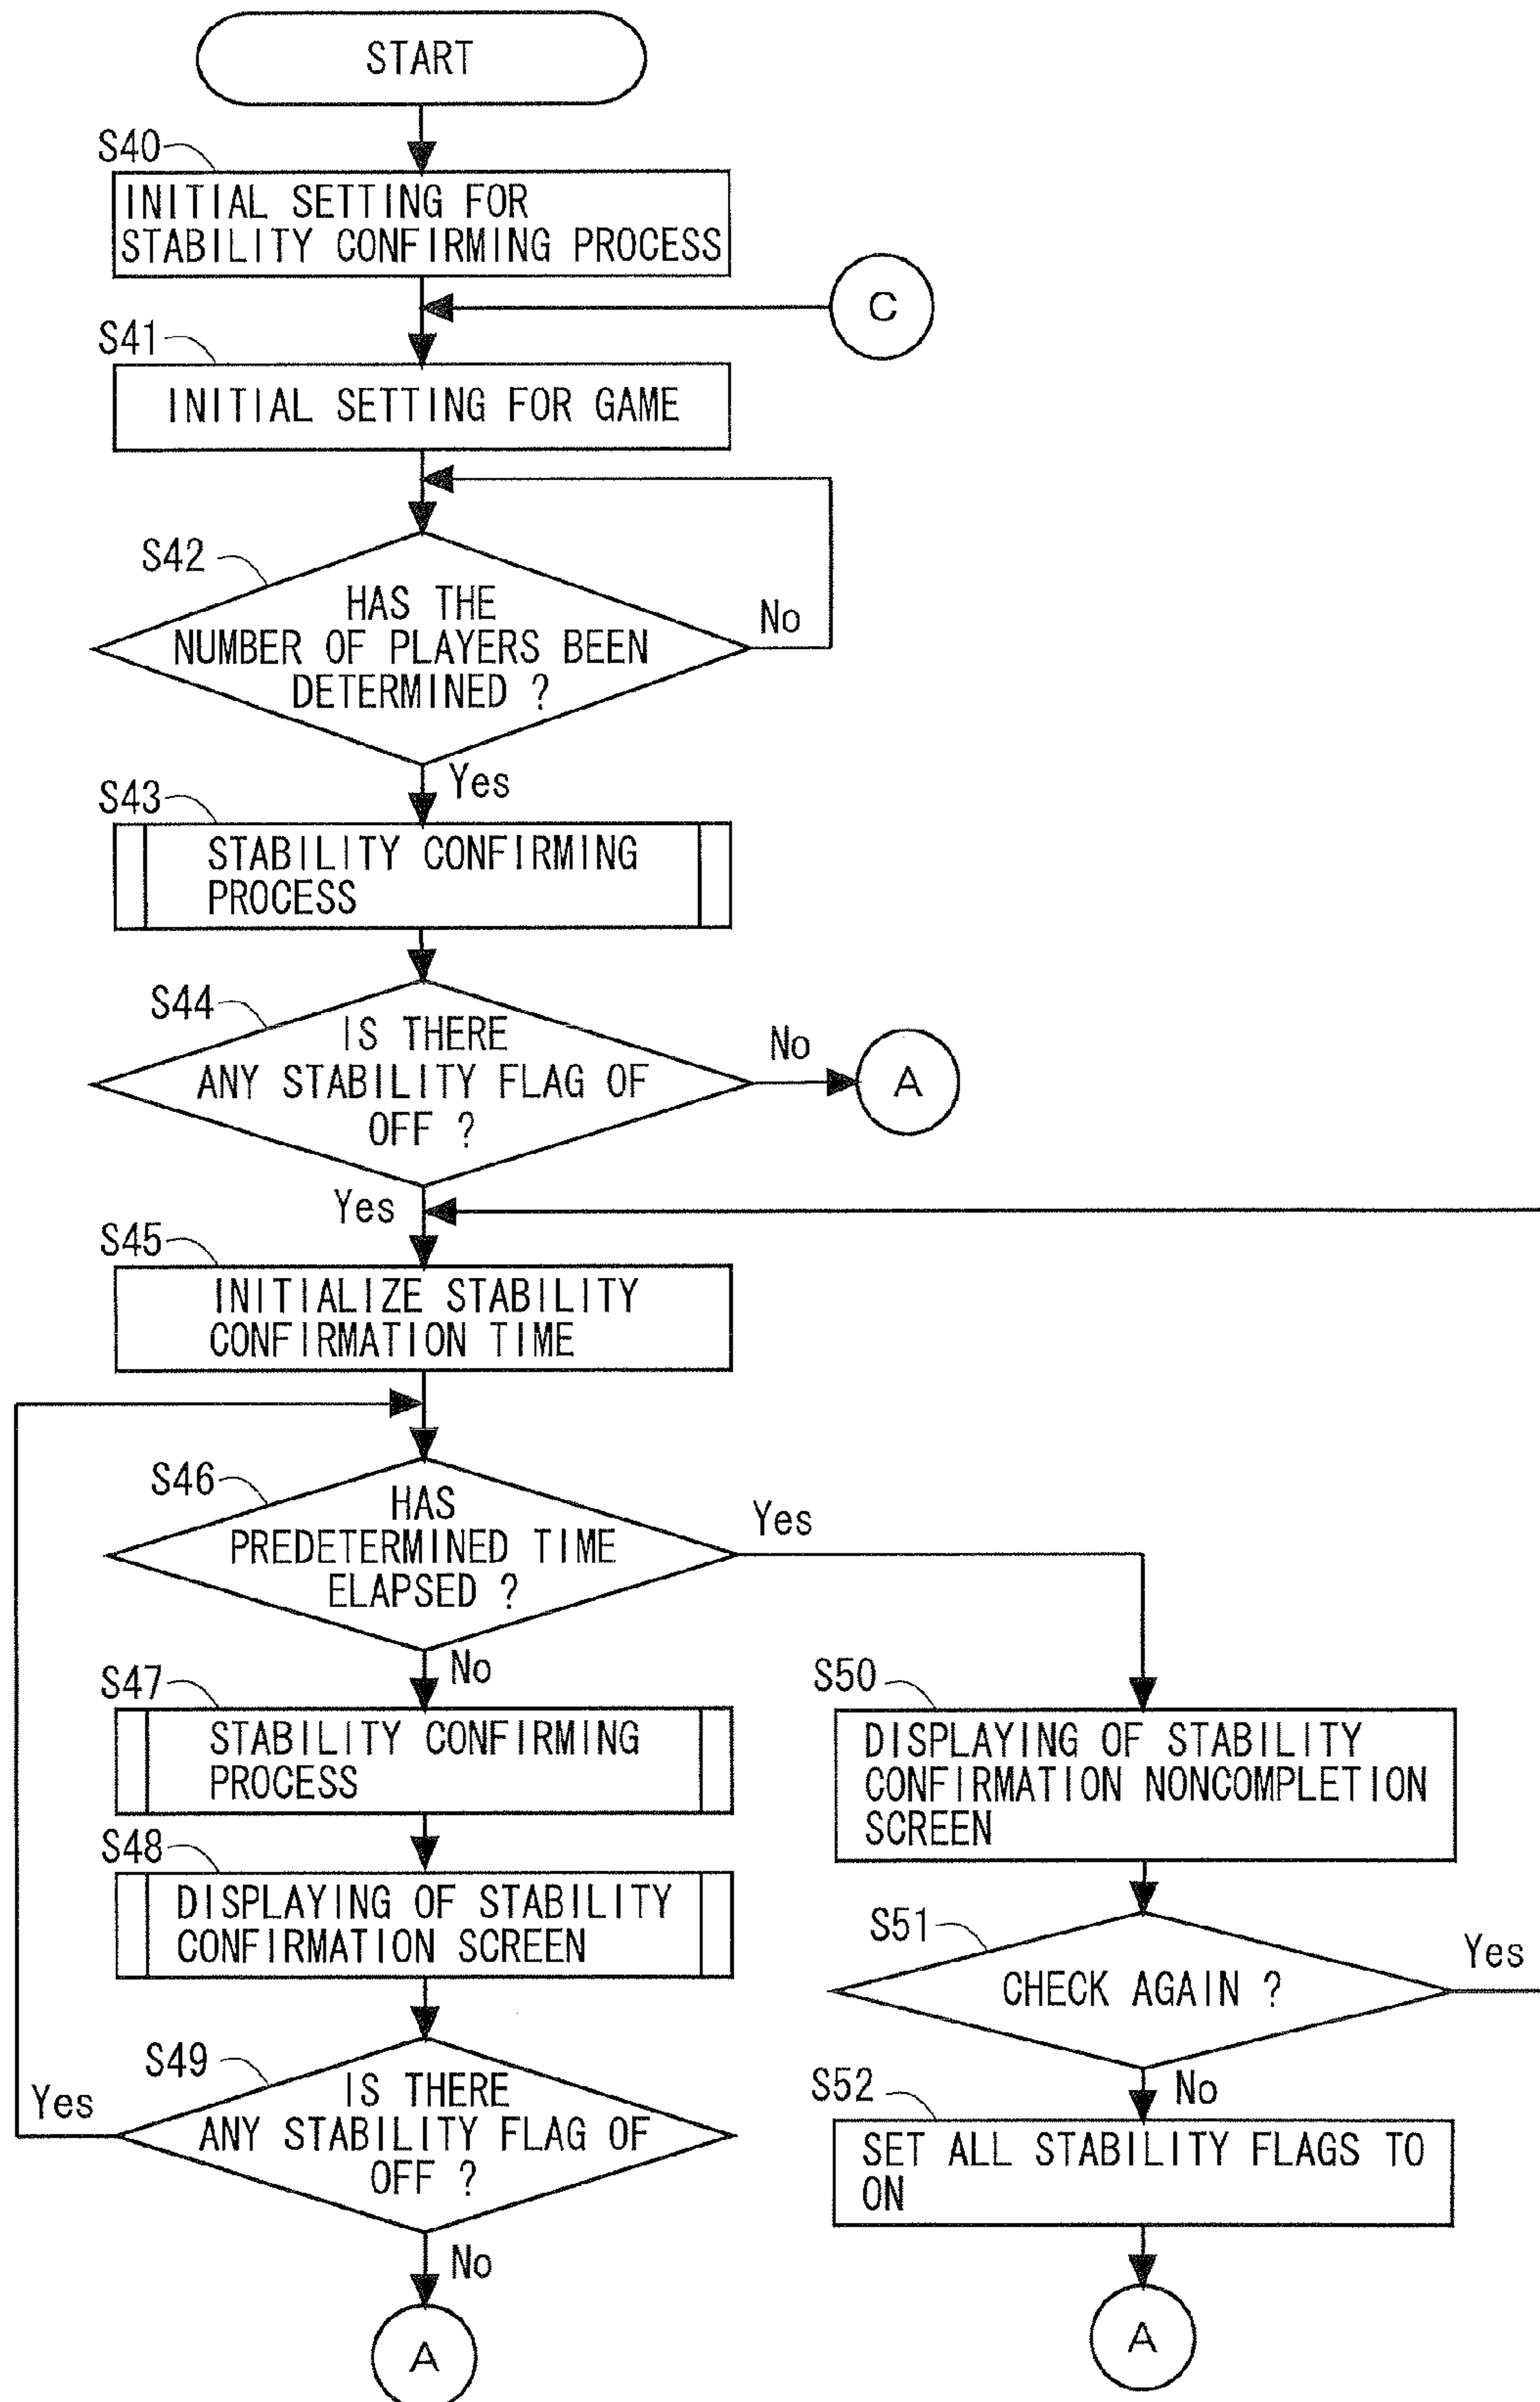 START
S40
INITIAL SETTING FOR
STABILITY CONFIRMING PROCESS
C
S41
INITIAL SETTING FOR GAME
S42
HAS THE
NUMBER OF PLAYERS BEEN
DETERMINED ?
No
Yes
S43
STABILITY CONFIRMING
PROCESS
S44
IS THERE
ANY STABILITY FLAG OF
OFF ?
No
A
Yes
S45
INITIALIZE STABILITY
CONFIRMATION TIME
S46
HAS
PREDETERMINED TIME
ELAPSED ?
Yes
No
S47
STABILITY CONFIRMING
PROCESS
S48
DISPLAYING OF STABILITY
CONFIRMATION SCREEN
S49
IS THERE
ANY STABILITY FLAG OF
OFF ?
Yes
No
A
S50
DISPLAYING OF STABILITY
CONFIRMATION NONCOMPLETION
SCREEN
S51
CHECK AGAIN ?
Yes
No
S52
SET ALL STABILITY FLAGS TO
ON
A